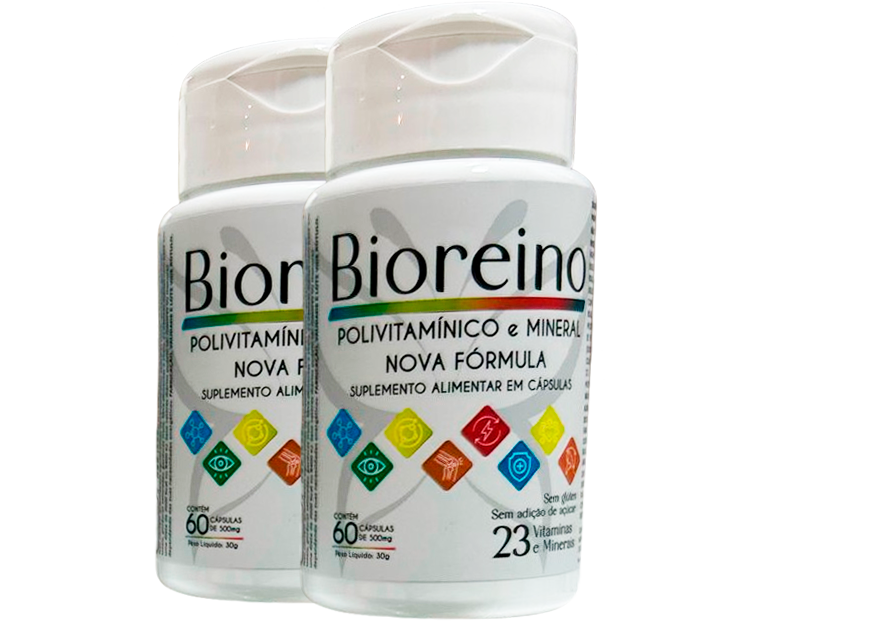 Bior
POLIVITAMÍNI
NOVA F
SUPLEMENTO ALIM
CONTÉM
60 CÁPSULAS
DE 500mg
Peso Líquido: 30g
Bioreino
POLIVITAMÍNICO e MINERAL
NOVA FÓRMULA
SUPLEMENTO ALIMENTAR EM CÁPSULAS
CONTÉM
60 CÁPSULAS
DE 500mg
Peso Líquido: 30g
Sem glúten
Sem adição de açúcar
23 Vitaminas
e Minerais